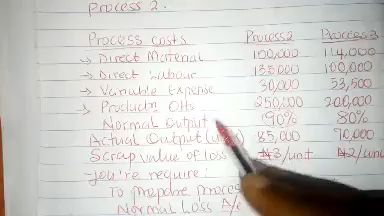 Process 2.
Process costs Process2 Process3
→ Direct Material 100,000 114,000
→ Direct Labour 100,000
→ Variable Expense 30,000 53,500
→ Productn OHs 250,000 200,000
Normal Output 90% 80%
Actual Output 85,000 70,000
Scrap value of loss ₦3/unit ₦2/unit
You're require:
To prepare process
Normal Loss A/c